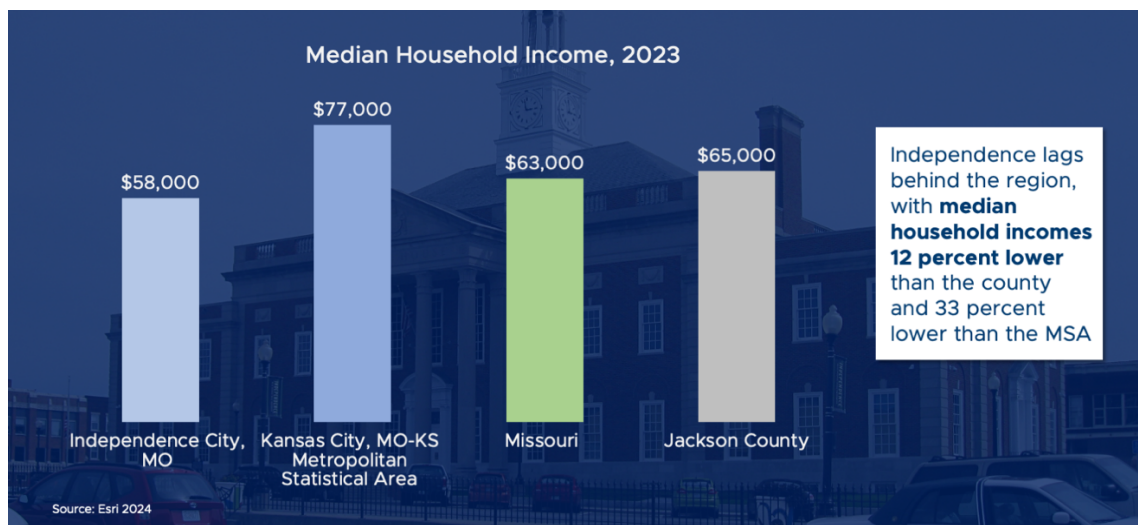 Median Household Income, 2023
$58,000
$77,000
$63,000
$65,000
Independence City,
MO
Kansas City, MO-KS
Metropolitan
Statistical Area
Missouri
Jackson County
Independence lags
behind the region,
with median
household incomes
12 percent lower
than the county
and 33 percent
lower than the MSA
Source: Esri 2024